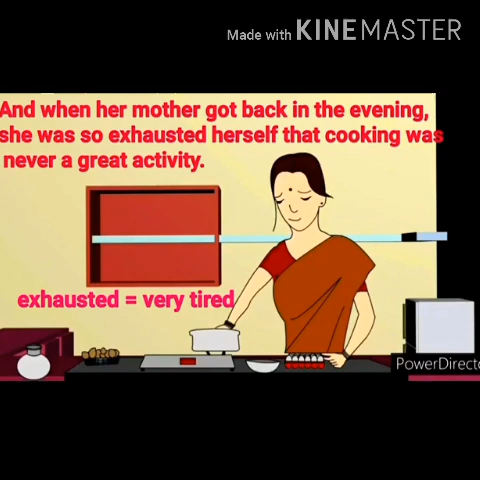 Made with KINEMASTER
And when her mother got back in the evening,
she was so exhausted herself that cooking was
never a great activity.
exhausted = very tired
PowerDirect